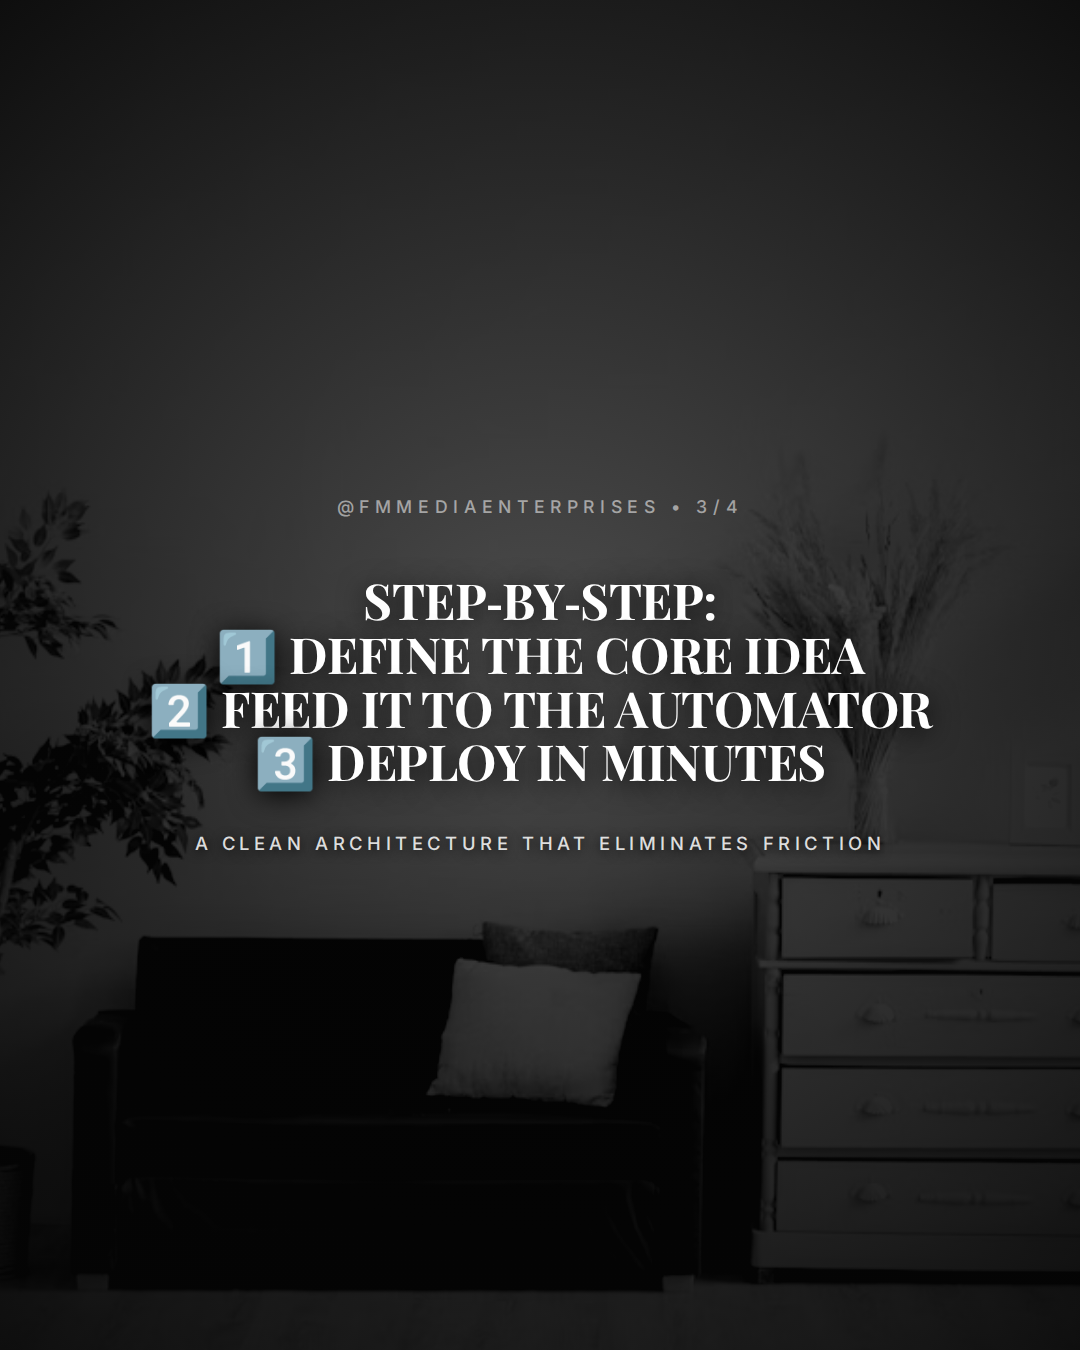 @FMMEDIAENTERPRISES • 3/4
STEP-BY-STEP:
1️⃣ DEFINE THE CORE IDEA
2️⃣ FEED IT TO THE AUTOMATOR
3️⃣ DEPLOY IN MINUTES
A CLEAN ARCHITECTURE THAT ELIMINATES FRICTION